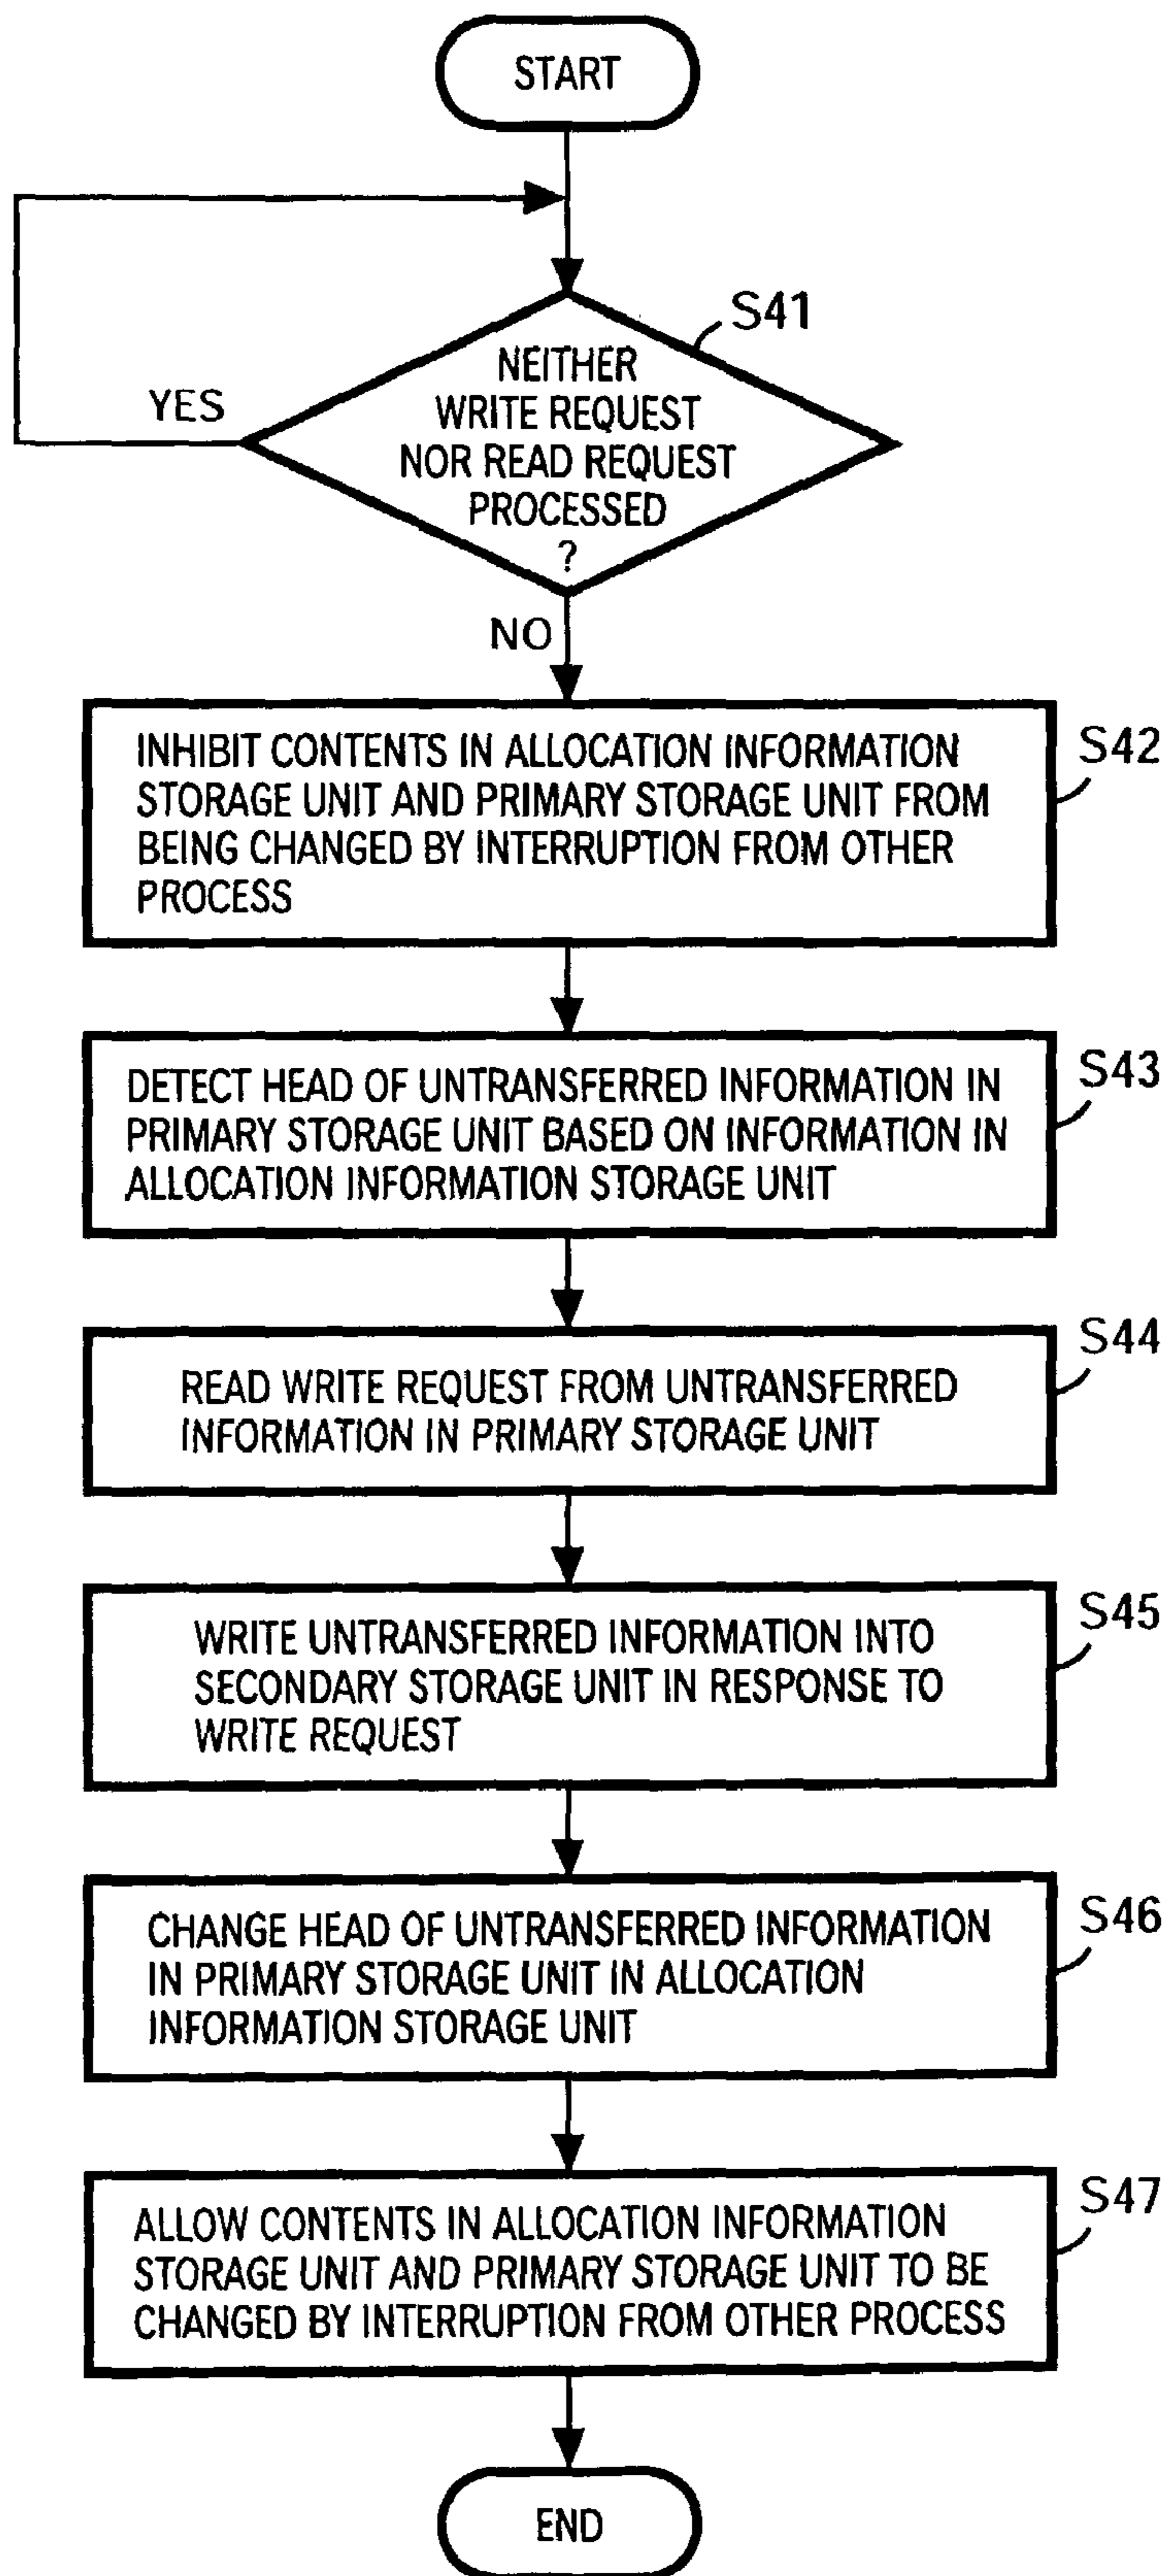 START
S41
NEITHER
WRITE REQUEST
NOR READ REQUEST
PROCESSED
?
YES
NO
S42
INHIBIT CONTENTS IN ALLOCATION INFORMATION
STORAGE UNIT AND PRIMARY STORAGE UNIT FROM
BEING CHANGED BY INTERRUPTION FROM OTHER
PROCESS
S43
DETECT HEAD OF UNTRANSFERRED INFORMATION IN
PRIMARY STORAGE UNIT BASED ON INFORMATION IN
ALLOCATION INFORMATION STORAGE UNIT
S44
READ WRITE REQUEST FROM UNTRANSFERRED
INFORMATION IN PRIMARY STORAGE UNIT
S45
WRITE UNTRANSFERRED INFORMATION INTO
SECONDARY STORAGE UNIT IN RESPONSE TO
WRITE REQUEST
S46
CHANGE HEAD OF UNTRANSFERRED INFORMATION
IN PRIMARY STORAGE UNIT IN ALLOCATION
INFORMATION STORAGE UNIT
S47
ALLOW CONTENTS IN ALLOCATION INFORMATION
STORAGE UNIT AND PRIMARY STORAGE UNIT TO BE
CHANGED BY INTERRUPTION FROM OTHER PROCESS
END